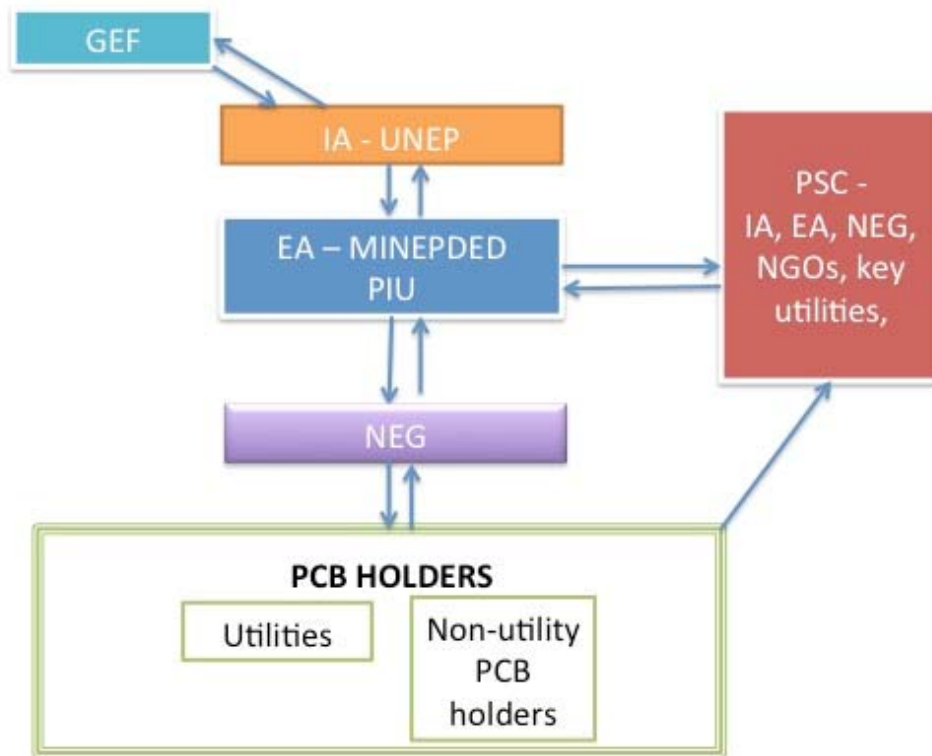 GEF
IA - UNEP
PSC -
IA, EA, NEG,
NGOs, key
utilities,
EA – MINEPDED
PIU
NEG
PCB HOLDERS
Utilities
Non-utility
PCB
holders